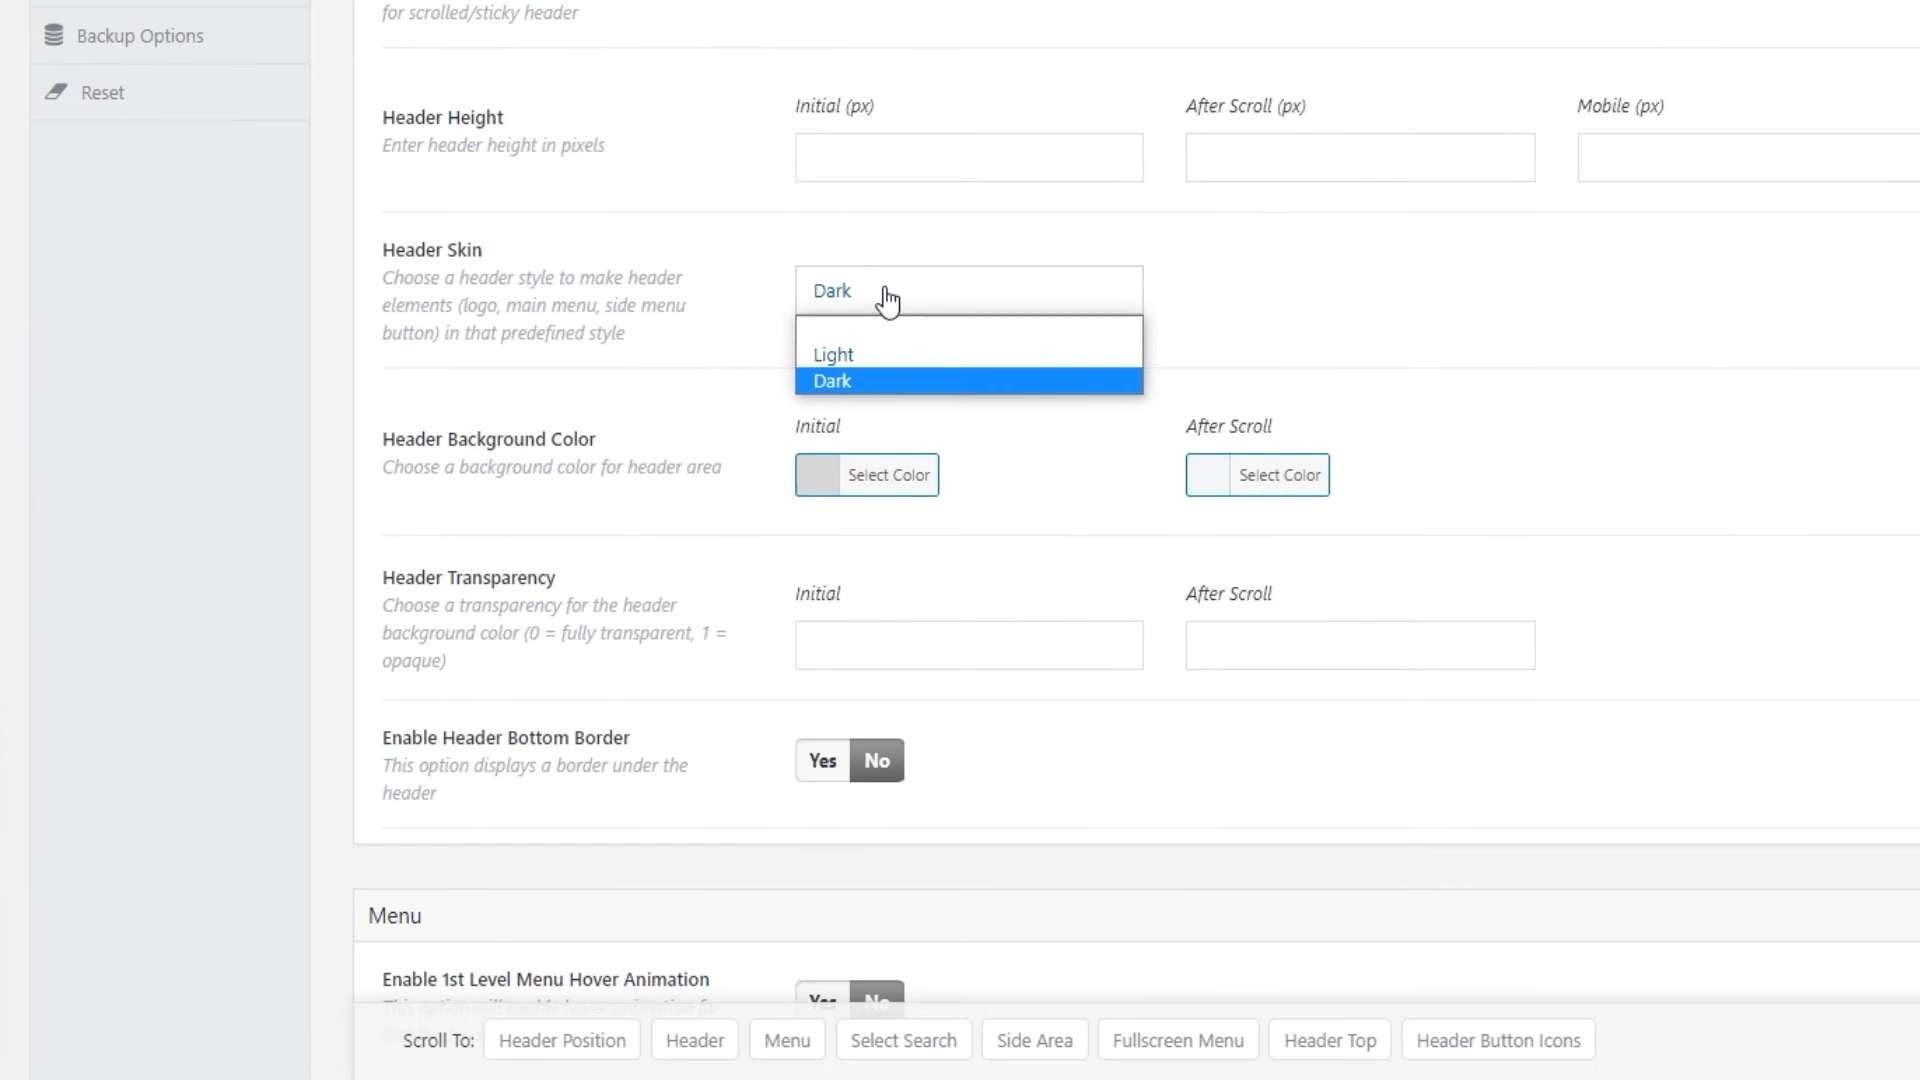 for scrolled/sticky header
Backup Options
Reset
Header Height
Enter header height in pixels
Initial (px)
After Scroll (px)
Mobile (px)
Header Skin
Choose a header style to make header
elements (logo, main menu, side menu
button) in that predefined style
Dark
Light
Dark
Header Background Color
Choose a background color for header area
Initial
Select Color
After Scroll
Select Color
Header Transparency
Choose a transparency for the header
background color (0 = fully transparent, 1 =
opaque)
Initial
After Scroll
Enable Header Bottom Border
This option displays a border under the
header
Yes No
Menu
Enable 1st Level Menu Hover Animation
Yes No
Scroll To: Header Position Header Menu Select Search Side Area Fullscreen Menu Header Top Header Button Icons